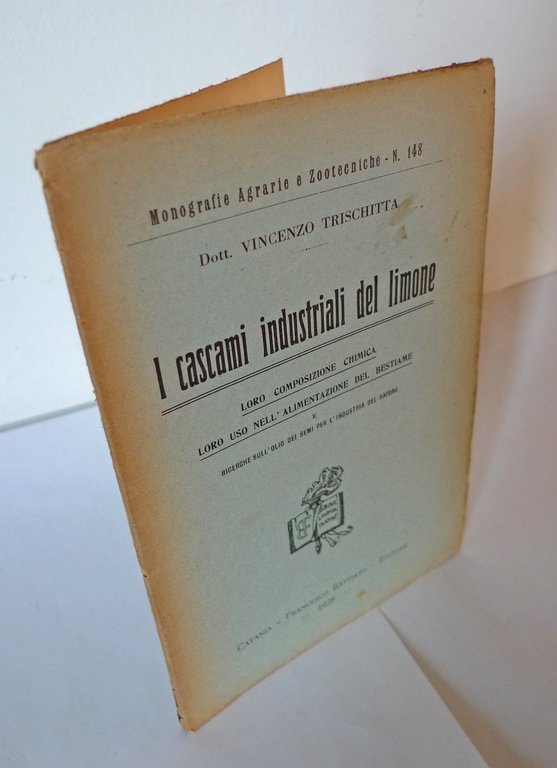 Monografie Agrarie e Zootecniche - N. 148
Dott. VINCENZO TRISCHITTA
I cascami industriali del limone
LORO COMPOSIZIONE CHIMICA
LORO USO NELL'ALIMENTAZIONE DEL BESTIAME
E
RICERCHE SULL'OLIO DEI SEMI PER L'INDUSTRIA DEL SAPONE
CATANIA - FRANCESCO BATTIATO - EDITORE